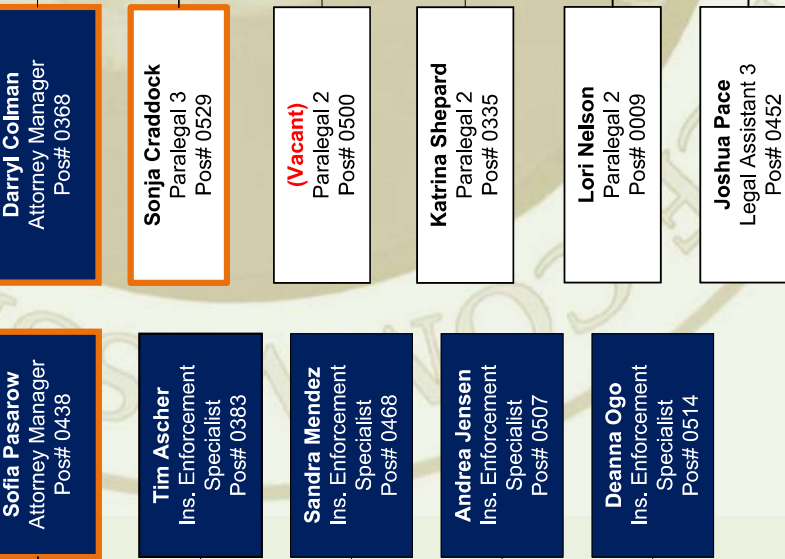 Sofia Pasarow
Attorney Manager
Pos# 0438
Tim Ascher
Ins. Enforcement
Specialist
Pos# 0383
Sandra Mendez
Ins. Enforcement
Specialist
Pos# 0468
Andrea Jensen
Ins. Enforcement
Specialist
Pos# 0507
Deanna Ogo
Ins. Enforcement
Specialist
Pos# 0514
Darryl Colman
Attorney Manager
Pos# 0368
Sonja Craddock
Paralegal 3
Pos# 0529
(Vacant)
Paralegal 2
Pos# 0500
Katrina Shepard
Paralegal 2
Pos# 0335
Lori Nelson
Paralegal 2
Pos# 0009
Joshua Pace
Legal Assistant 3
Pos# 0452